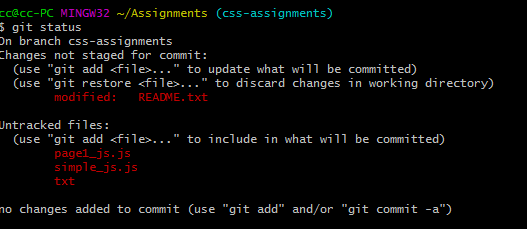 cc@cc-PC MINGW32 ~/Assignments (css-assignments)
$ git status
On branch css-assignments
Changes not staged for commit:
  (use "git add <file>..." to update what will be committed)
  (use "git restore <file>..." to discard changes in working directory)
        modified:   README.txt

Untracked files:
  (use "git add <file>..." to include in what will be committed)
        page1_js.js
        simple_js.js
        txt

no changes added to commit (use "git add" and/or "git commit -a")